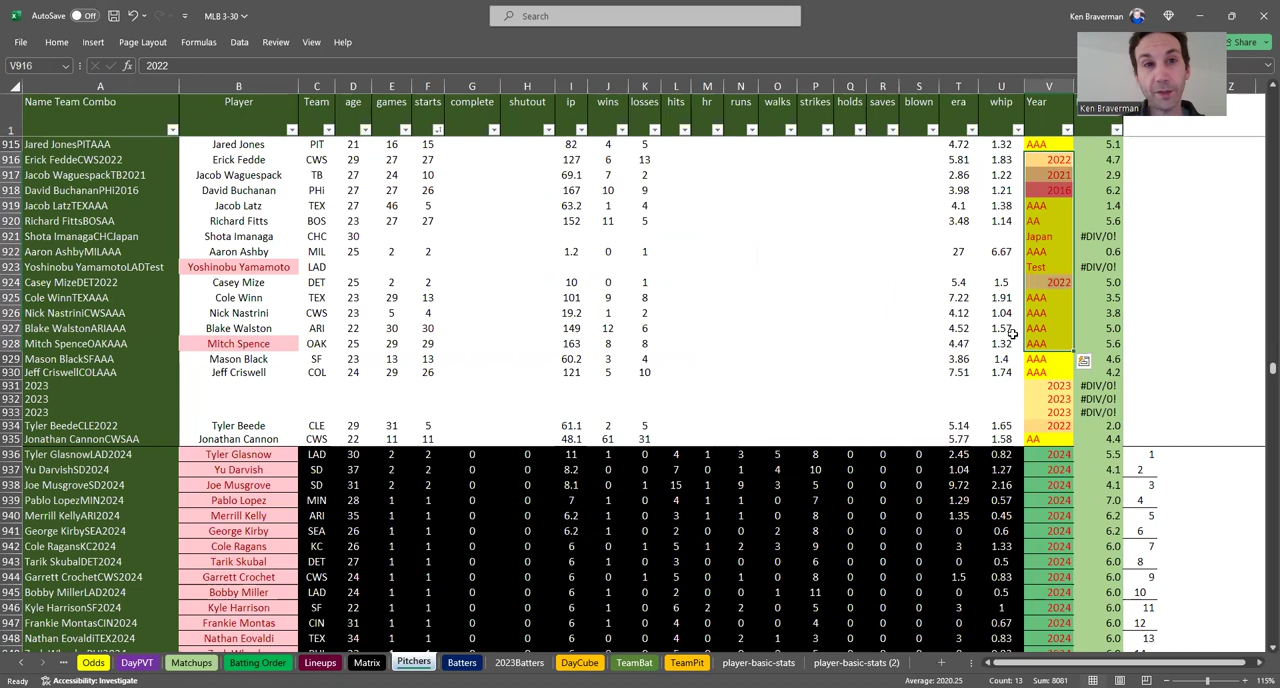 AutoSave Off MLB 3-30 Search Ken Braverman
File Home Insert Page Layout Formulas Data Review View Help Share
V916 fx 2022
A B C D E F G H I J K L M N O P Q R S T U V Z
1 Name Team Combo Player Team age games starts complete shutout ip wins losses hits hr runs walks strikes holds saves blown era whip Year
Ken Braverman
915 Jared JonesPITAAA Jared Jones PIT 21 16 15 82 4 5 4.72 1.32 AAA 5.1
916 Erick FeddeCWS2022 Erick Fedde CWS 29 27 27 127 6 13 5.81 1.83 2022 4.7
917 Jacob WaguespackTB2021 Jacob Waguespack TB 27 24 10 69.1 7 2 2.86 1.22 2021 2.9
918 David BuchananPHI2016 David Buchanan PHi 27 27 26 167 10 9 3.98 1.21 2016 6.2
919 Jacob LatzTEXAAA Jacob Latz TEX 27 46 5 63.2 1 4 4.1 1.38 AAA 1.4
920 Richard FittsBOSAA Richard Fitts BOS 23 27 27 152 11 5 3.48 1.14 AA 5.6
921 Shota ImanagaCHCJapan Shota Imanaga CHC 30 Japan #DIV/0!
922 Aaron AshbyMILAAA Aaron Ashby MIL 25 2 2 1.2 0 1 27 6.67 AAA 0.6
923 Yoshinobu YamamotoLADTest Yoshinobu Yamamoto LAD Test #DIV/0!
924 Casey MizeDET2022 Casey Mize DET 25 2 2 10 0 1 5.4 1.5 2022 5.0
925 Cole WinnTEXAAA Cole Winn TEX 23 29 13 101 9 8 7.22 1.91 AAA 3.5
926 Nick NastriniCWSAAA Nick Nastrini CWS 23 5 4 19.2 1 2 4.12 1.04 AAA 3.8
927 Blake WalstonARIAAA Blake Walston ARI 22 30 30 149 12 6 4.52 1.57 AAA 5.0
928 Mitch SpenceOAKAAA Mitch Spence OAK 25 29 29 163 8 8 4.47 1.32 AAA 5.6
929 Mason BlackSFAAA Mason Black SF 23 13 13 60.2 3 4 3.86 1.4 AAA 4.6
930 Jeff CriswellCOLAAA Jeff Criswell COL 24 29 26 121 5 10 7.51 1.74 AAA 4.2
931 2023 2023 #DIV/0!
932 2023 2023 #DIV/0!
933 2023 2023 #DIV/0!
934 Tyler BeedeCLE2022 Tyler Beede CLE 29 31 5 61.1 2 5 5.14 1.65 2022 2.0
935 Jonathan CannonCWSAA Jonathan Cannon CWS 22 11 11 48.1 61 31 5.77 1.58 AA 4.4
936 Tyler GlasnowLAD2024 Tyler Glasnow LAD 30 2 2 0 0 11 1 0 4 1 3 5 8 0 0 0 2.45 0.82 2024 5.5 1
937 Yu DarvishSD2024 Yu Darvish SD 37 2 2 0 0 8.2 0 0 7 0 1 4 10 0 0 0 1.04 1.27 2024 4.1 2
938 Joe MusgroveSD2024 Joe Musgrove SD 31 2 2 0 0 8.1 1 1 15 1 9 3 5 0 0 0 9.72 2.16 2024 4.1 3
939 Pablo LopezMIN2024 Pablo Lopez MIN 28 1 1 0 0 7 1 0 4 1 1 0 7 0 0 0 1.29 0.57 2024 7.0 4
940 Merrill KellyARI2024 Merrill Kelly ARI 35 1 1 0 0 6.2 1 0 3 1 1 0 5 0 0 0 1.35 0.45 2024 6.2 5
941 George KirbySEA2024 George Kirby SEA 26 1 1 0 0 6.2 1 0 2 0 0 2 8 0 0 0 0 0.6 2024 6.2 6
942 Cole RagansKC2024 Cole Ragans KC 26 1 1 0 0 6 0 1 5 1 2 3 9 0 0 0 3 1.33 2024 6.0 7
943 Tarik SkubalDET2024 Tarik Skubal DET 27 1 1 0 0 6 1 0 3 0 0 0 6 0 0 0 0 0.5 2024 6.0 8
944 Garrett CrochetCWS2024 Garrett Crochet CWS 24 1 1 0 0 6 0 1 5 1 1 0 8 0 0 0 1.5 0.83 2024 6.0 9
945 Bobby MillerLAD2024 Bobby Miller LAD 24 1 1 0 0 6 1 0 2 0 0 1 11 0 0 0 0 0.5 2024 6.0 10
946 Kyle HarrisonSF2024 Kyle Harrison SF 22 1 1 0 0 6 1 0 6 2 2 0 5 0 0 0 3 1 2024 6.0 11
947 Frankie MontasCIN2024 Frankie Montas CIN 31 1 1 0 0 6 1 0 4 0 0 0 4 0 0 0 0 0.67 2024 6.0 12
948 Nathan EovaldiTEX2024 Nathan Eovaldi TEX 34 1 1 0 0 6 0 0 3 1 2 2 4 0 0 0 3 0.83 2024 6.0 13
Odds DayPVT Matchups Batting Order Lineups Matrix Pitchers Batters 2023Batters DayCube TeamBat TeamPit player-basic-stats player-basic-stats (2)
Ready Accessibility: Investigate Average: 2020.25 Count: 13 Sum: 8081 115%